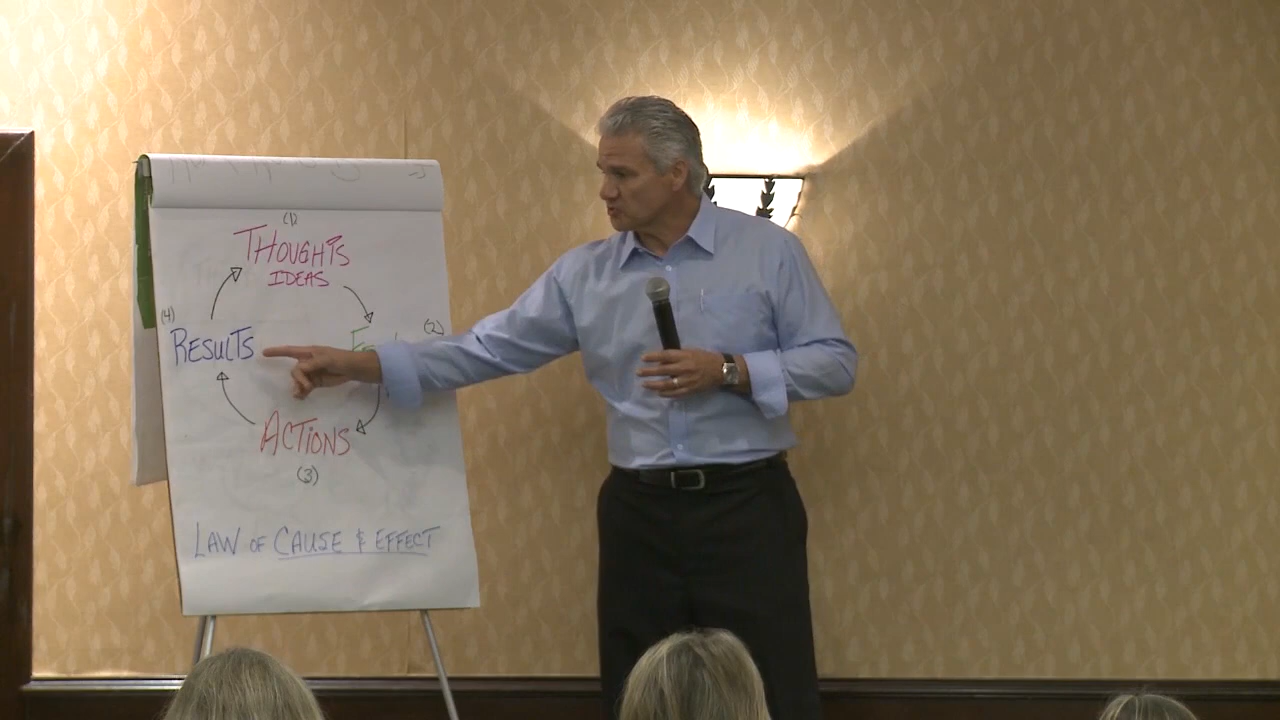 (1)
THOUGHTS
IDEAS
(4)
RESULTS
(2)
ACTIONS
(3)
LAW OF CAUSE & EFFECT